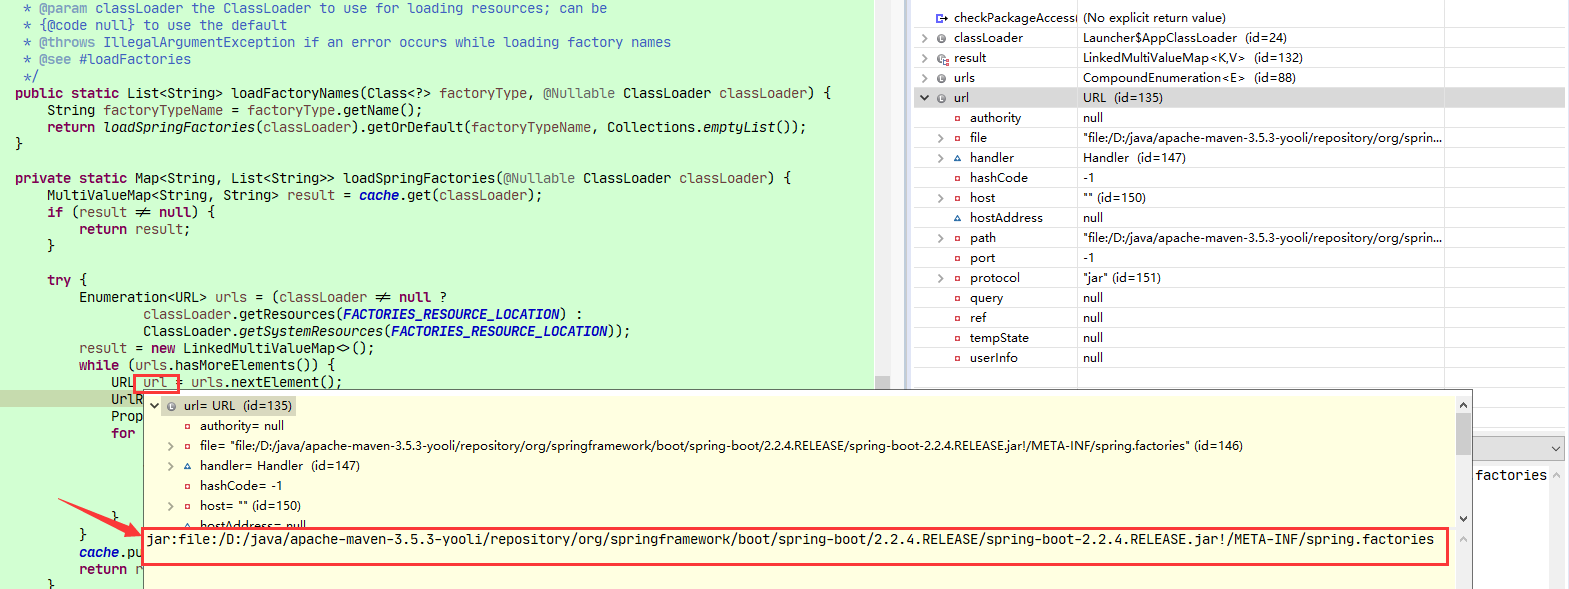 * @param classLoader the ClassLoader to use for loading resources; can be
* {@code null} to use the default
* @throws IllegalArgumentException if an error occurs while loading factory names
* @see #loadFactories
*/
public static List<String> loadFactoryNames(Class<?> factoryType, @Nullable ClassLoader classLoader) {
String factoryTypeName = factoryType.getName();
return loadSpringFactories(classLoader).getOrDefault(factoryTypeName, Collections.emptyList());
}
private static Map<String, List<String>> loadSpringFactories(@Nullable ClassLoader classLoader) {
MultiValueMap<String, String> result = cache.get(classLoader);
if (result != null) {
return result;
}
try {
Enumeration<URL> urls = (classLoader != null ?
classLoader.getResources(FACTORIES_RESOURCE_LOCATION) :
ClassLoader.getSystemResources(FACTORIES_RESOURCE_LOCATION));
result = new LinkedMultiValueMap<>();
while (urls.hasMoreElements()) {
URL url = urls.nextElement();
UrlR
Prop
for
}
}
cache.pu
return r
}
checkPackageAccess( (No explicit return value)
classLoader Launcher$AppClassLoader (id=24)
result LinkedMultiValueMap<K,V> (id=132)
urls CompoundEnumeration<E> (id=88)
url URL (id=135)
authority null
file "file:/D:/java/apache-maven-3.5.3-yooli/repository/org/sprin...
handler Handler (id=147)
hashCode -1
host "" (id=150)
hostAddress null
path "file:/D:/java/apache-maven-3.5.3-yooli/repository/org/sprin...
port -1
protocol "jar" (id=151)
query null
ref null
tempState null
userInfo null
factories
url= URL (id=135)
authority= null
file= "file:/D:/java/apache-maven-3.5.3-yooli/repository/org/springframework/boot/spring-boot/2.2.4.RELEASE/spring-boot-2.2.4.RELEASE.jar!/META-INF/spring.factories" (id=146)
handler= Handler (id=147)
hashCode= -1
host= "" (id=150)
hostAddress= null
jar:file:/D:/java/apache-maven-3.5.3-yooli/repository/org/springframework/boot/spring-boot/2.2.4.RELEASE/spring-boot-2.2.4.RELEASE.jar!/META-INF/spring.factories